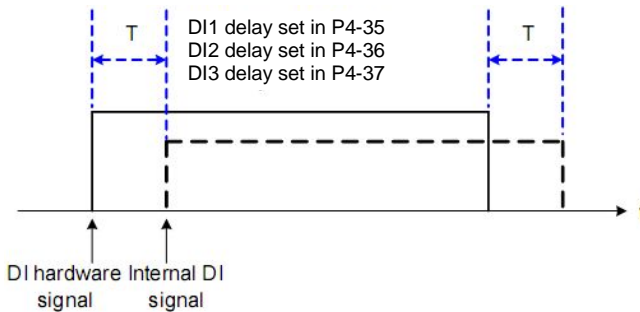 T
DI1 delay set in P4-35
DI2 delay set in P4-36
DI3 delay set in P4-37
T
DI hardware Internal DI
signal signal